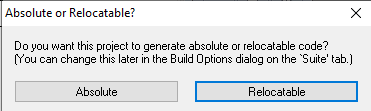 Absolute or Relocatable?
Do you want this project to generate absolute or relocatable code?
(You can change this later in the Build Options dialog on the `Suite' tab.)
Absolute
Relocatable